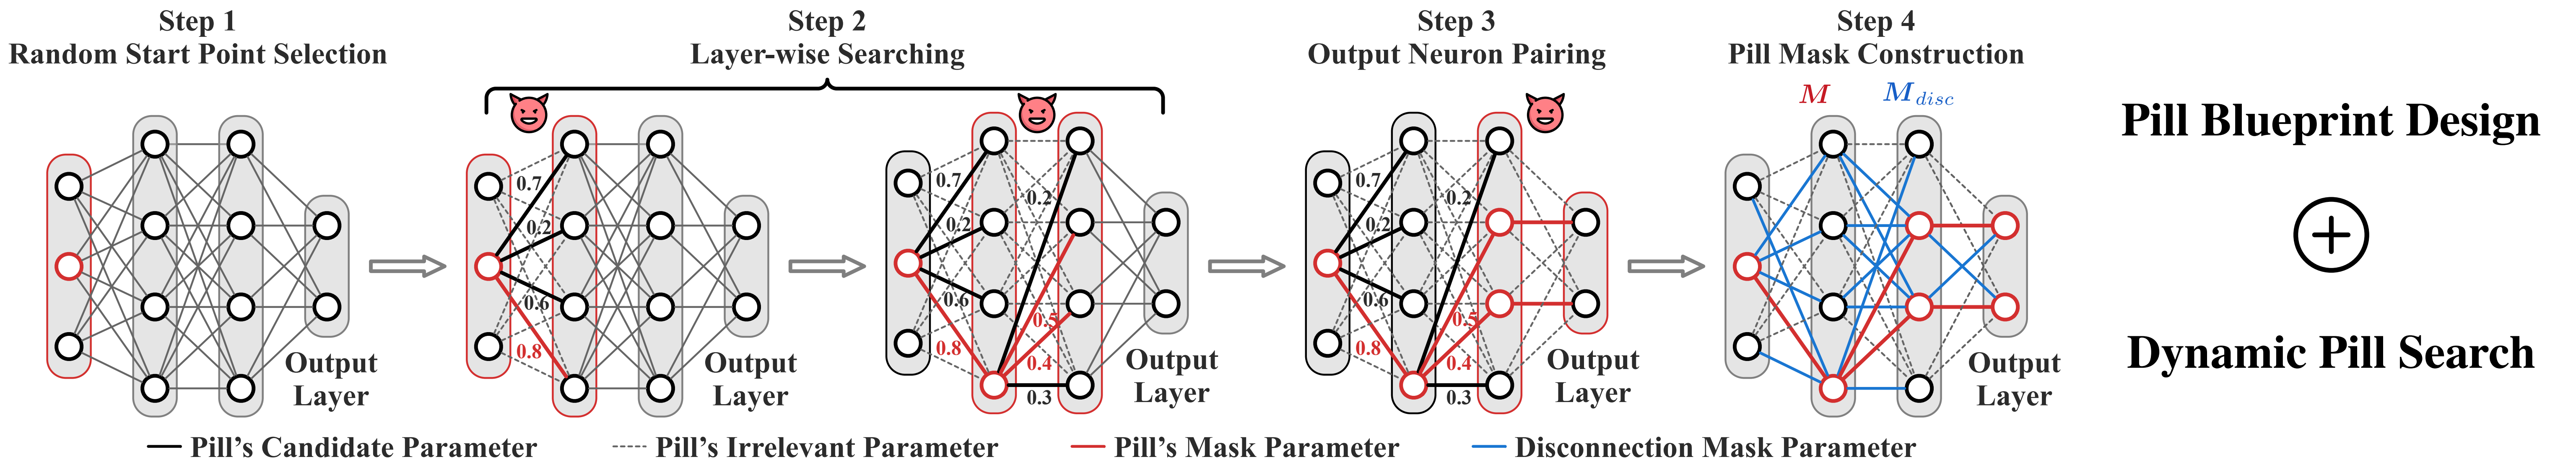 Step 1
Random Start Point Selection
Step 2
Layer-wise Searching
Step 3
Output Neuron Pairing
Step 4
Pill Mask Construction
M
M disc
Output
Layer
0.7
0.2
0.6
0.8
Output
Layer
0.7
0.2
0.6
0.8
0.2
0.5
0.4
0.3
Output
Layer
0.7
0.2
0.6
0.8
0.2
0.5
0.4
0.3
Output
Layer
Output
Layer
Pill Blueprint Design
Dynamic Pill Search
Pill's Candidate Parameter
Pill's Irrelevant Parameter
Pill's Mask Parameter
Disconnection Mask Parameter